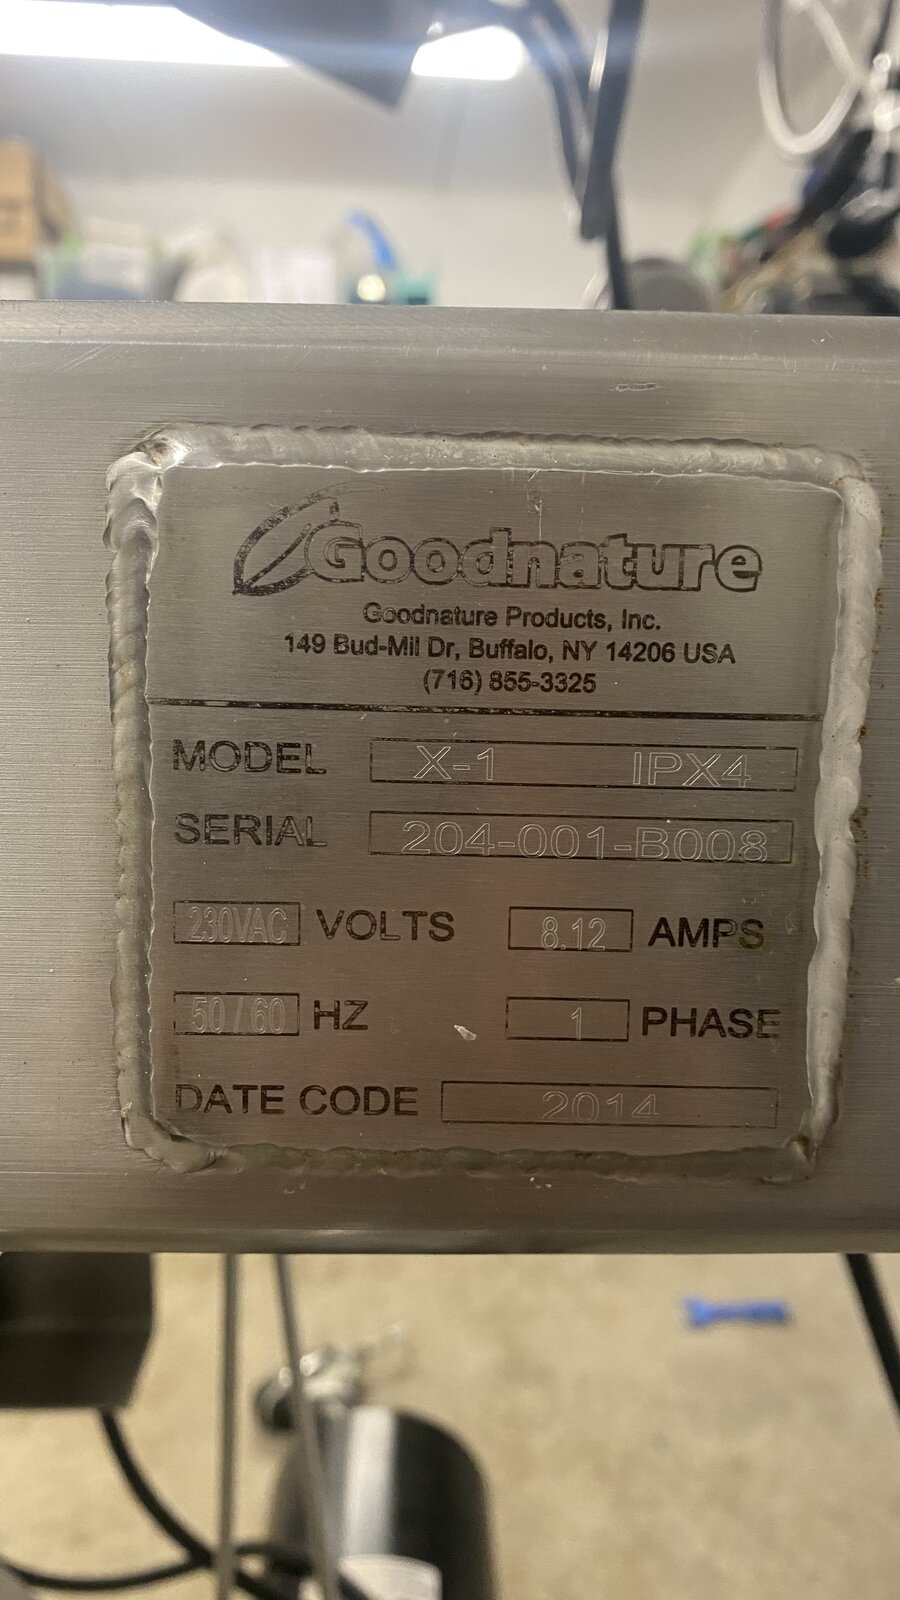 Goodnature
Goodnature Products, Inc.
149 Bud-Mil Dr, Buffalo, NY 14206 USA
(716) 855-3325
MODEL X-1 IPX4
SERIAL 204-001-B008
230VAC VOLTS 8.12 AMPS
50 / 60 HZ 1 PHASE
DATE CODE 2014